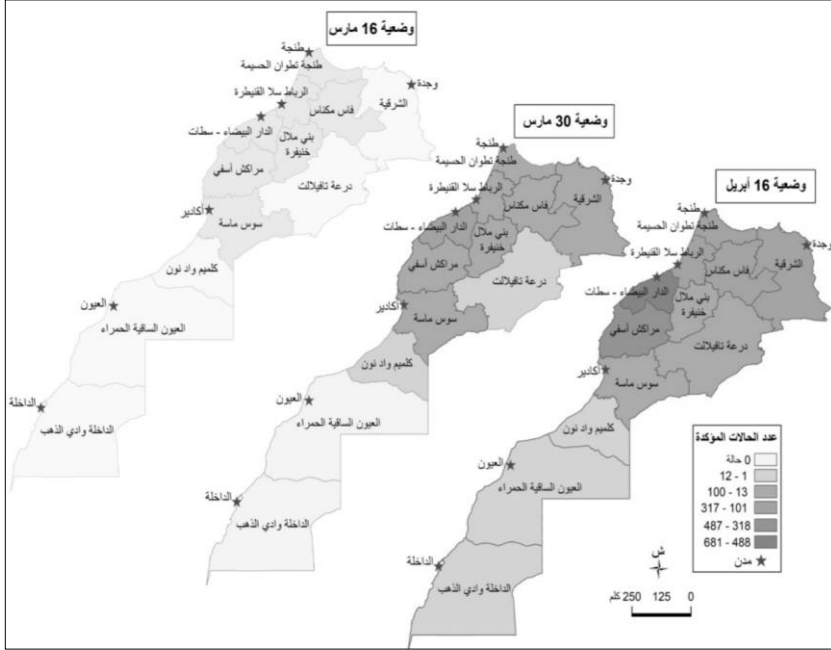 وضعية 16 مارس
طنجة
طنجة تطوان الحسيمة
وجدة
الشرقية
الرباط سلا القنيطرة
فاس مكناس
الدار البيضاء - سطات
بني ملال
خنيفرة
مراكش أسفي
درعة تافيلالت
أكادير
سوس ماسة
كلميم واد نون
العيون
العيون الساقية الحمراء
الداخلة
الداخلة وادي الذهب
وضعية 30 مارس
طنجة
طنجة تطوان الحسيمة
وجدة
الشرقية
الرباط سلا القنيطرة
فاس مكناس
الدار البيضاء - سطات
بني ملال
خنيفرة
مراكش أسفي
درعة تافيلالت
أكادير
سوس ماسة
كلميم واد نون
العيون
العيون الساقية الحمراء
الداخلة
الداخلة وادي الذهب
وضعية 16 أبريل
طنجة
طنجة تطوان الحسيمة
وجدة
الشرقية
الرباط سلا القنيطرة
فاس مكناس
الدار البيضاء - سطات
بني ملال
خنيفرة
مراكش أسفي
درعة تافيلالت
أكادير
سوس ماسة
كلميم واد نون
العيون
العيون الساقية الحمراء
الداخلة
الداخلة وادي الذهب
عدد الحالات المؤكدة
0 حالة
1 - 12
13 - 100
101 - 317
318 - 487
488 - 681
مدن
ش
0 125 250 كلم